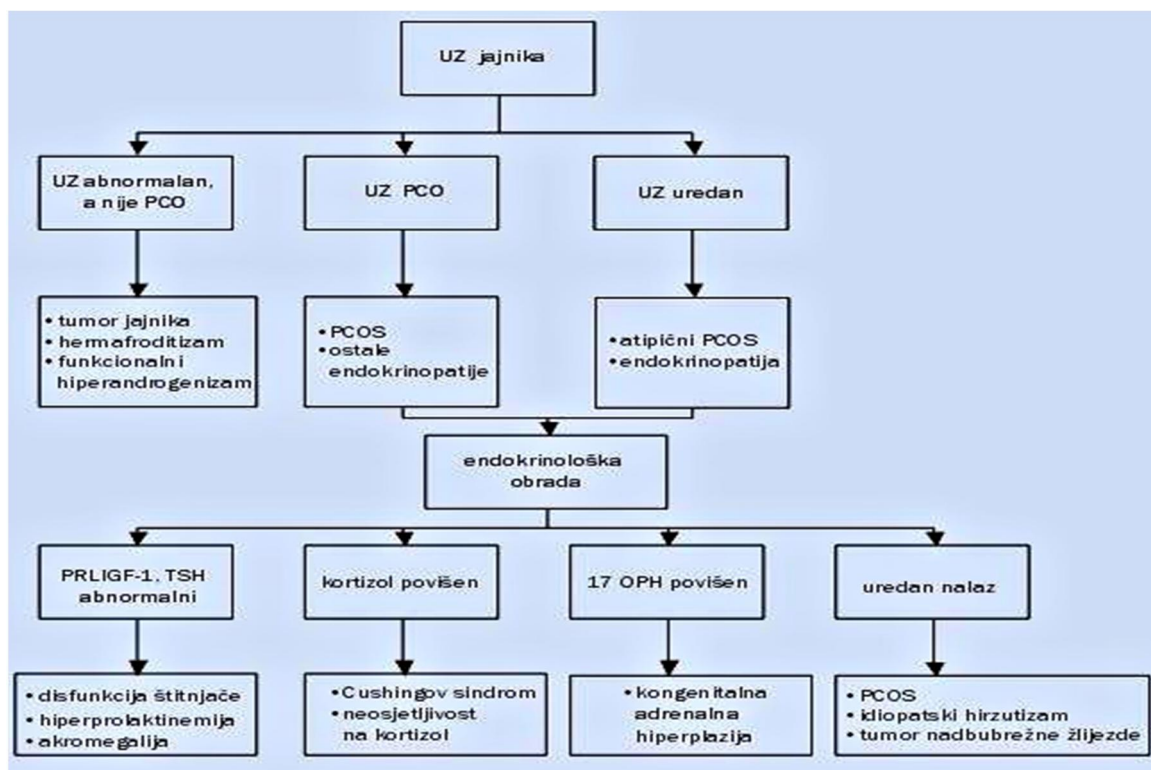 UZ jajnika
UZ abnormalan,
a nije PCO
UZ PCO
UZ uredan
• tumor jajnika
• hermafroditizam
• funkcionalni
hiperandrogenizam
• PCOS
• ostale
endokrinopatije
• atipični PCOS
• endokrinopatija
endokrinološka
obrada
PRLIGF-1, TSH
abnormalni
kortizol povišen
17 OPH povišen
uredan nalaz
• disfunkcija štitnjače
• hiperprolaktinemija
• akromegalija
• Cushingov sindrom
• neosjetijivost
na kortizol
• kongenitalna
adrenalna
hiperplazija
• PCOS
• idiopatski hirzutizam
• tumor nadbubrežne žlijezde